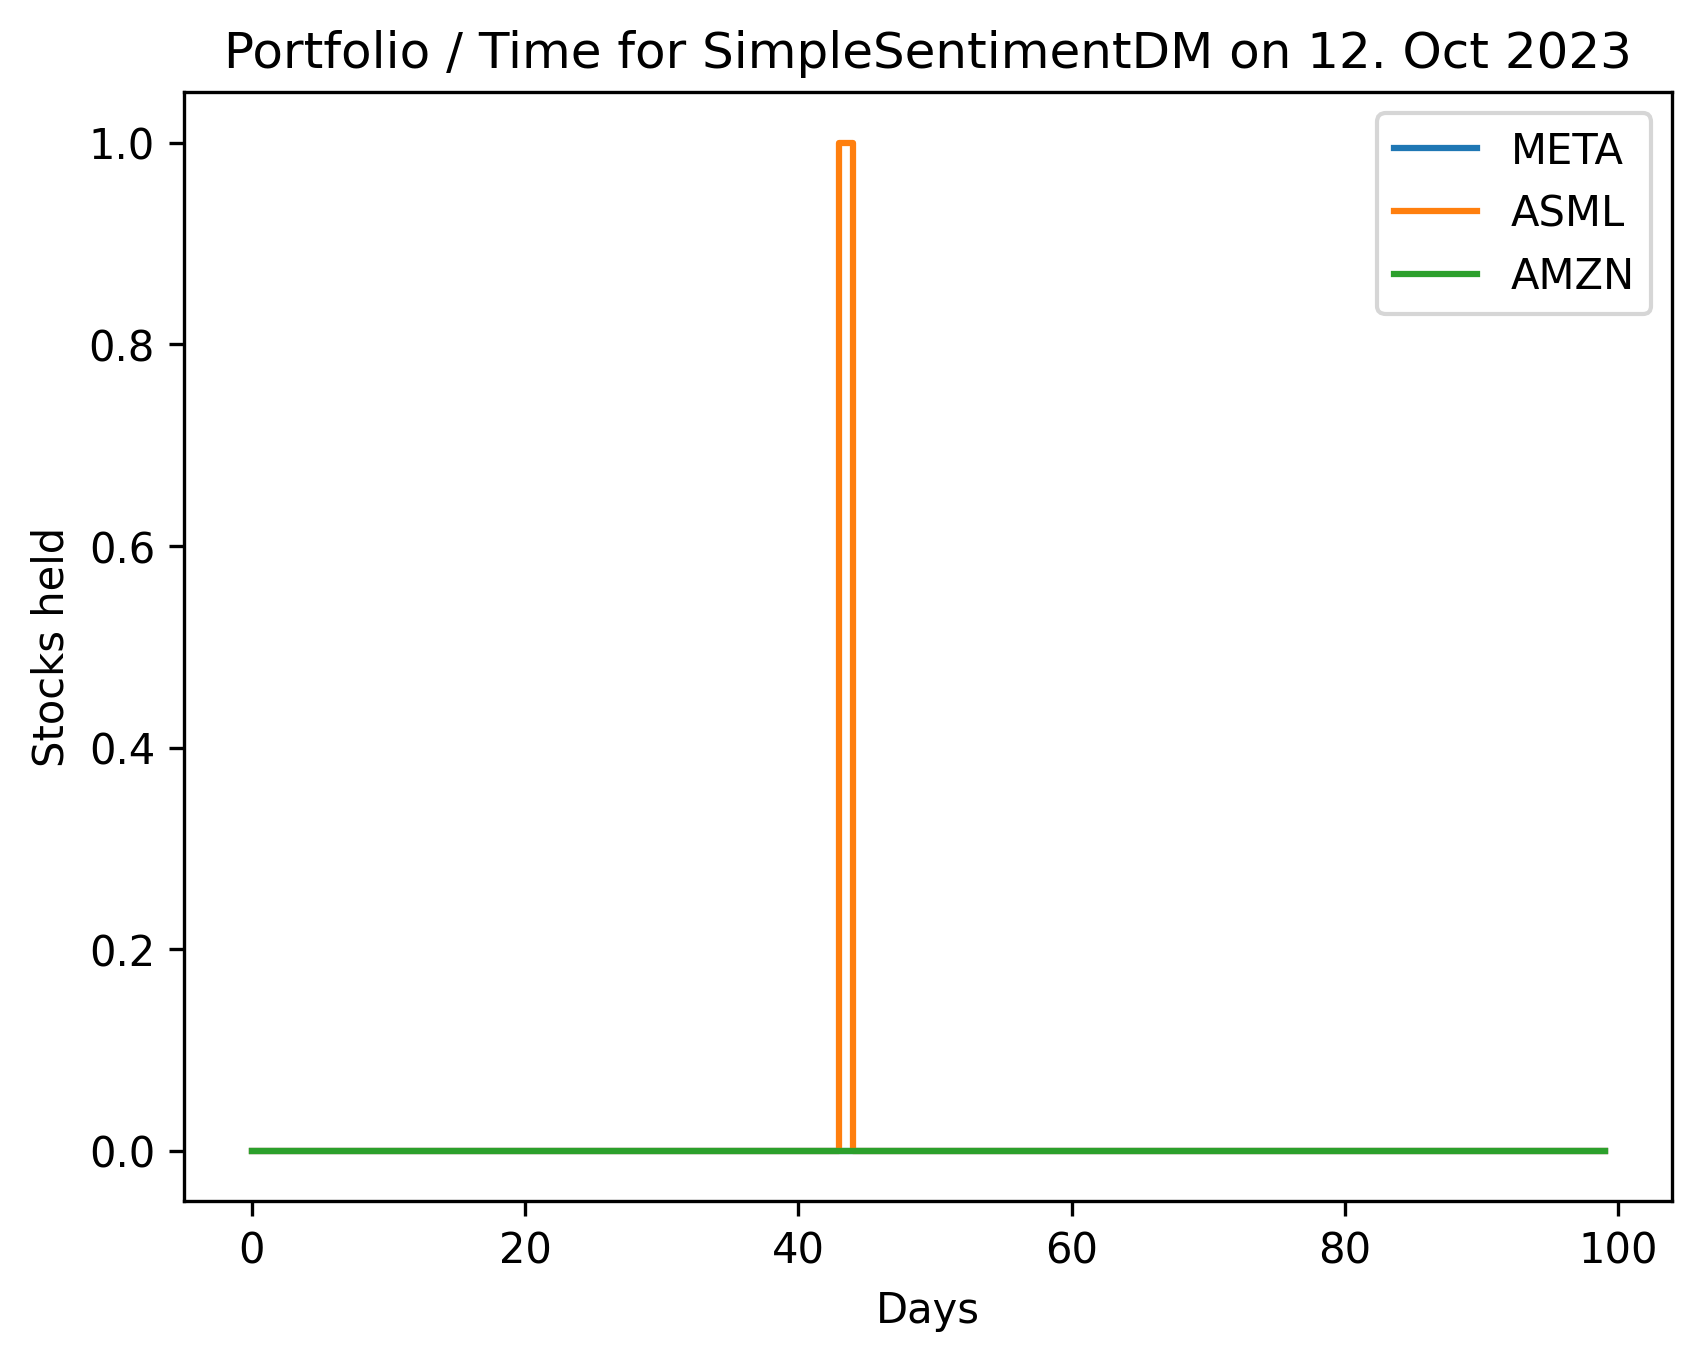 Portfolio / Time for SimpleSentimentDM on 12. Oct 2023
META
ASML
AMZN
Stocks held
1.0
0.8
0.6
0.4
0.2
0.0
0 20 40 60 80 100
Days